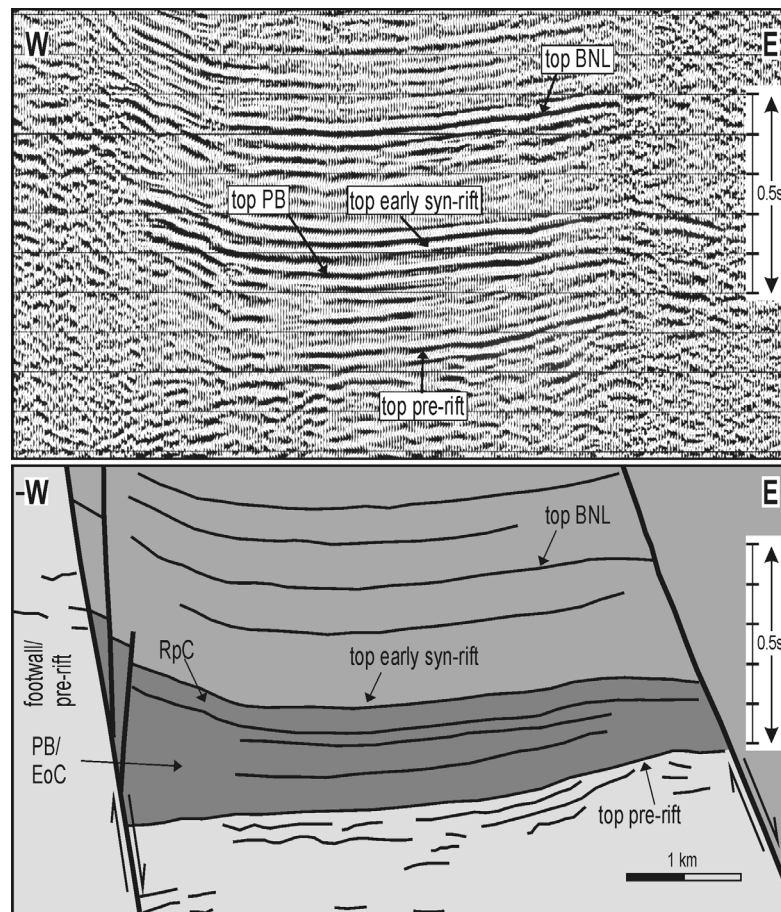 W
E
top BNL
0.5s
top PB
top early syn-rift
top pre-rift
-W
E
top BNL
0.5s
RpC
top early syn-rift
footwall/
pre-rift
PB/
EoC
top pre-rift
1 km